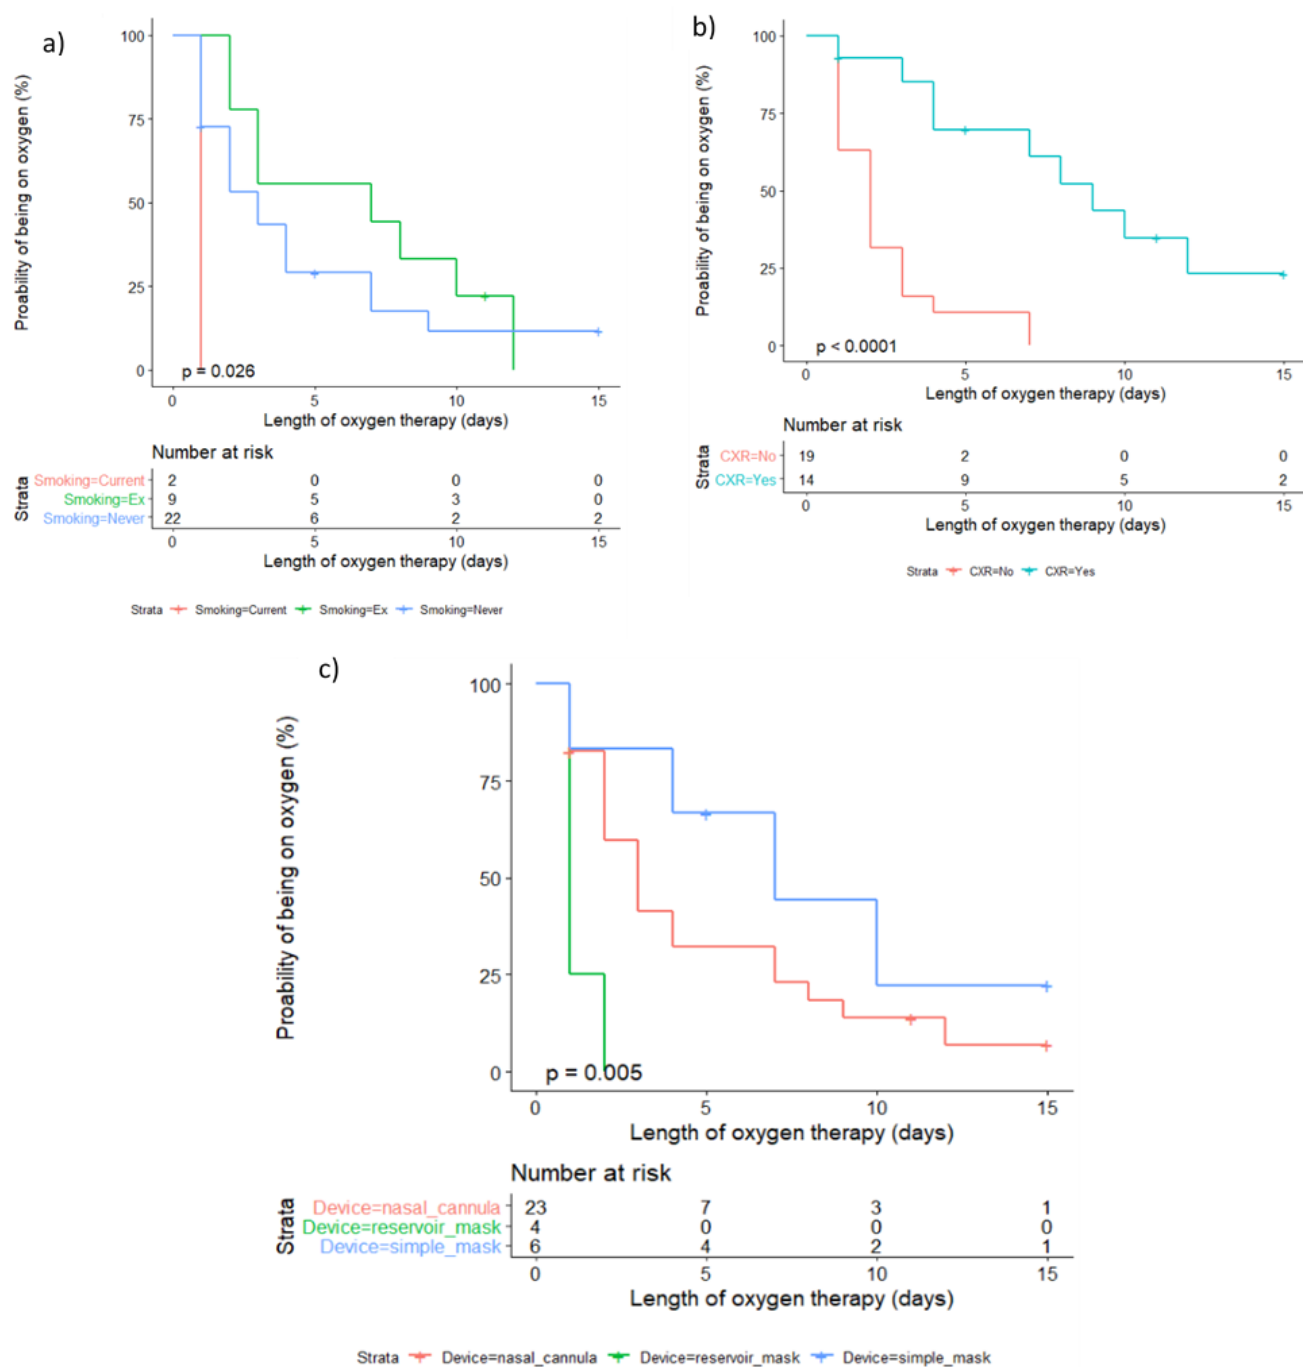 a)
Proability of being on oxygen (%)
100
75
50
25
0
p = 0.026
0 5 10 15
Length of oxygen therapy (days)
Number at risk
Strata
Smoking=Current 2 0 0 0
Smoking=Ex 9 5 3 0
Smoking=Never 22 6 2 2
0 5 10 15
Length of oxygen therapy (days)
Strata Smoking=Current Smoking=Ex Smoking=Never
b)
Proability of being on oxygen (%)
100
75
50
25
0
p < 0.0001
0 5 10 15
Length of oxygen therapy (days)
Number at risk
Strata
CXR=No 19 2 0 0
CXR=Yes 14 9 5 2
0 5 10 15
Length of oxygen therapy (days)
Strata CXR=No CXR=Yes
c)
Proability of being on oxygen (%)
100
75
50
25
0
p = 0.005
0 5 10 15
Length of oxygen therapy (days)
Number at risk
Strata
Device=nasal_cannula 23 7 3 1
Device=reservoir_mask 4 0 0 0
Device=simple_mask 6 4 2 1
0 5 10 15
Length of oxygen therapy (days)
Strata Device=nasal_cannula Device=reservoir_mask Device=simple_mask